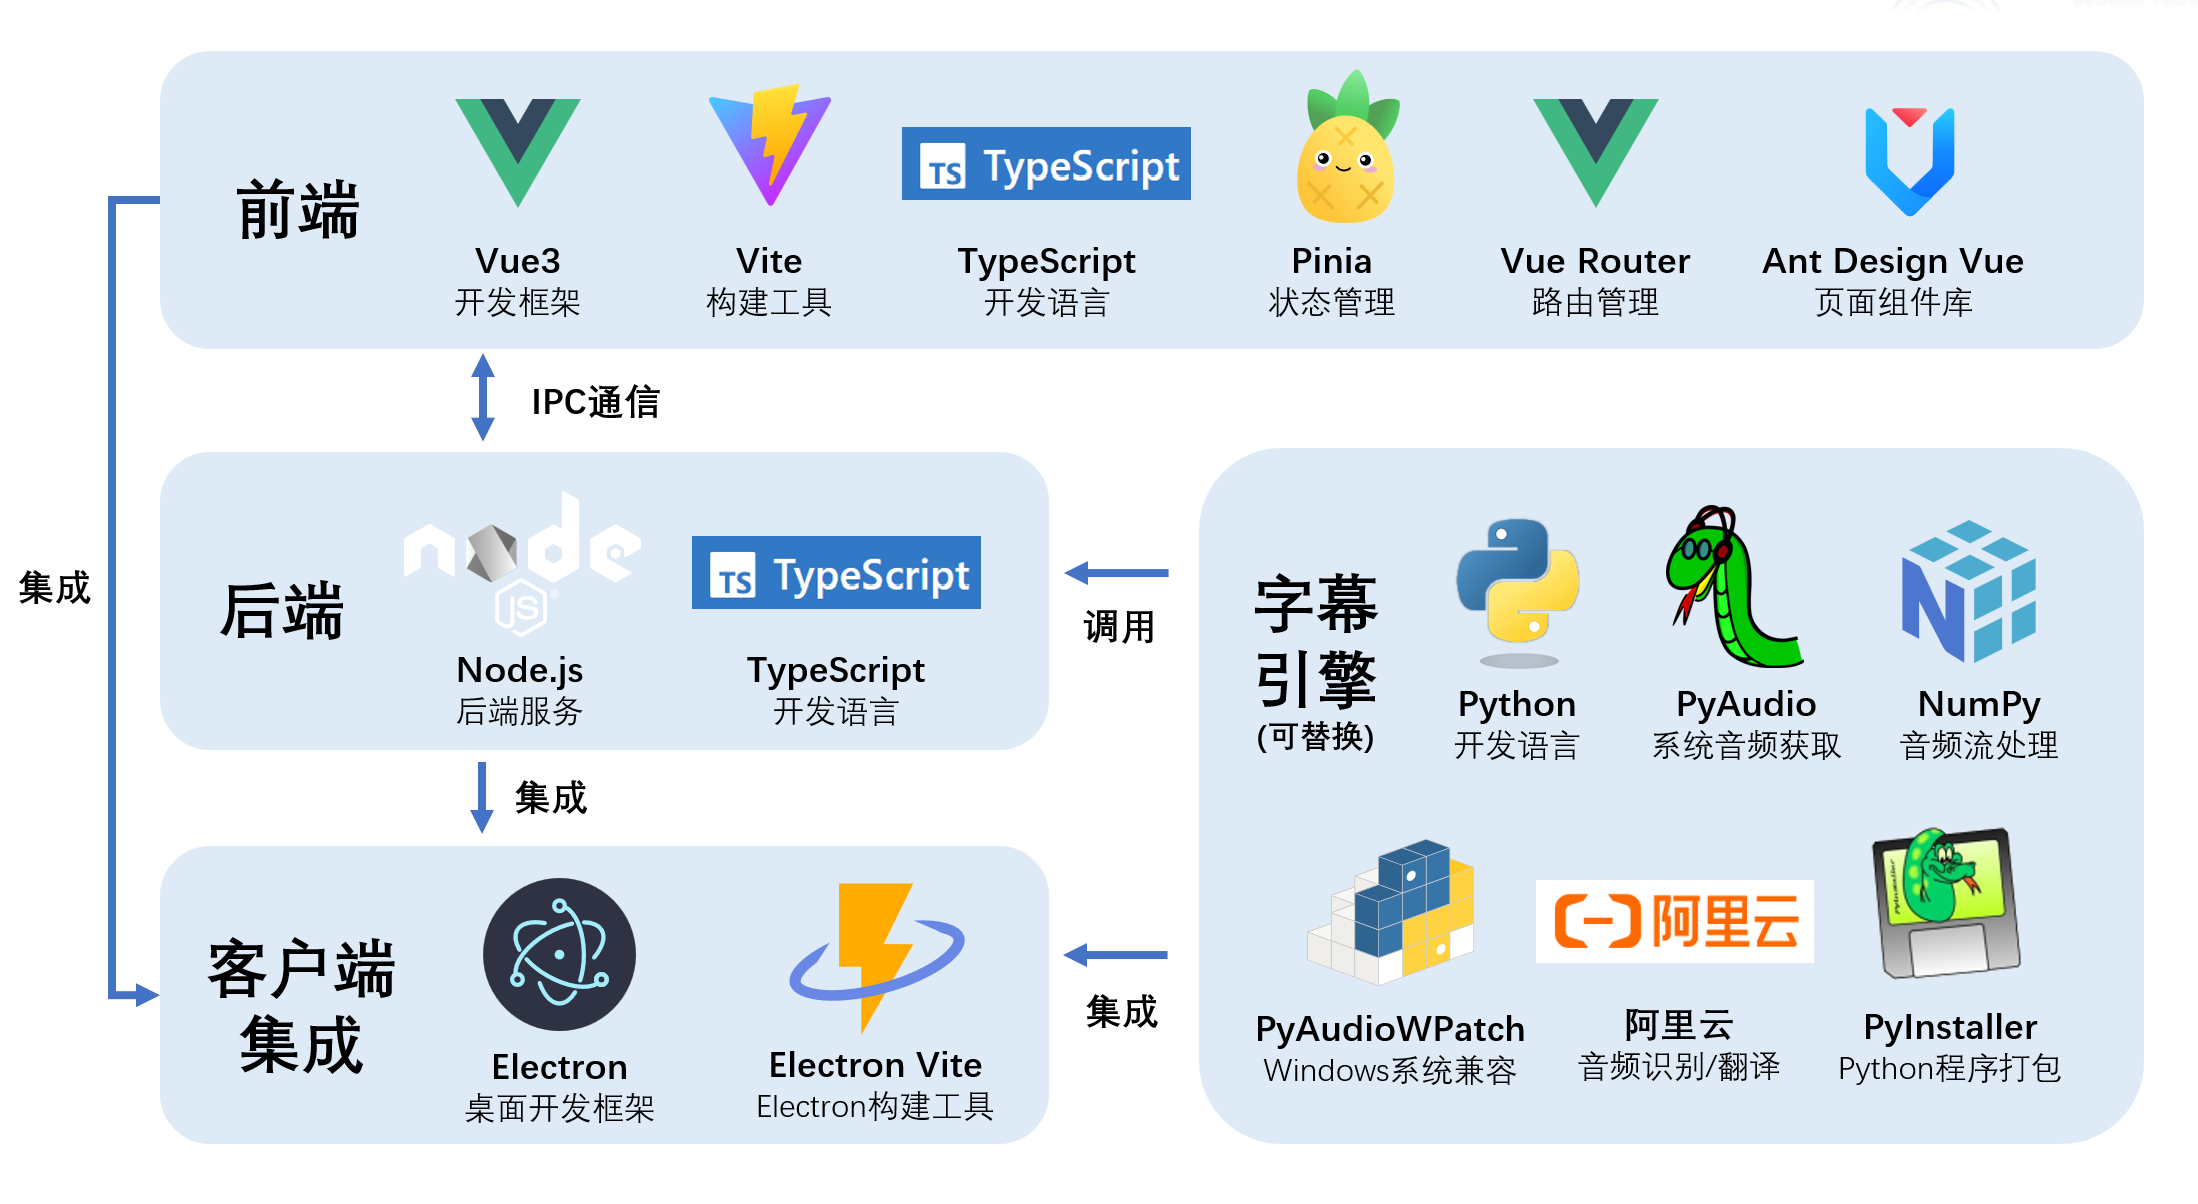 前端
TypeScript
Vue3
开发框架
Vite
构建工具
TypeScript
开发语言
Pinia
状态管理
Vue Router
路由管理
Ant Design Vue
页面组件库
IPC通信
集成
后端
node
JS
TypeScript
Node.js
后端服务
TypeScript
开发语言
调用
字幕
引擎
(可替换)
Python
开发语言
PyAudio
系统音频获取
NumPy
音频流处理
集成
客户端
集成
Electron
桌面开发框架
Electron Vite
Electron构建工具
集成
PyAudioWPatch
Windows系统兼容
阿里云
阿里云
音频识别/翻译
PyInstaller
PyInstaller
Python程序打包